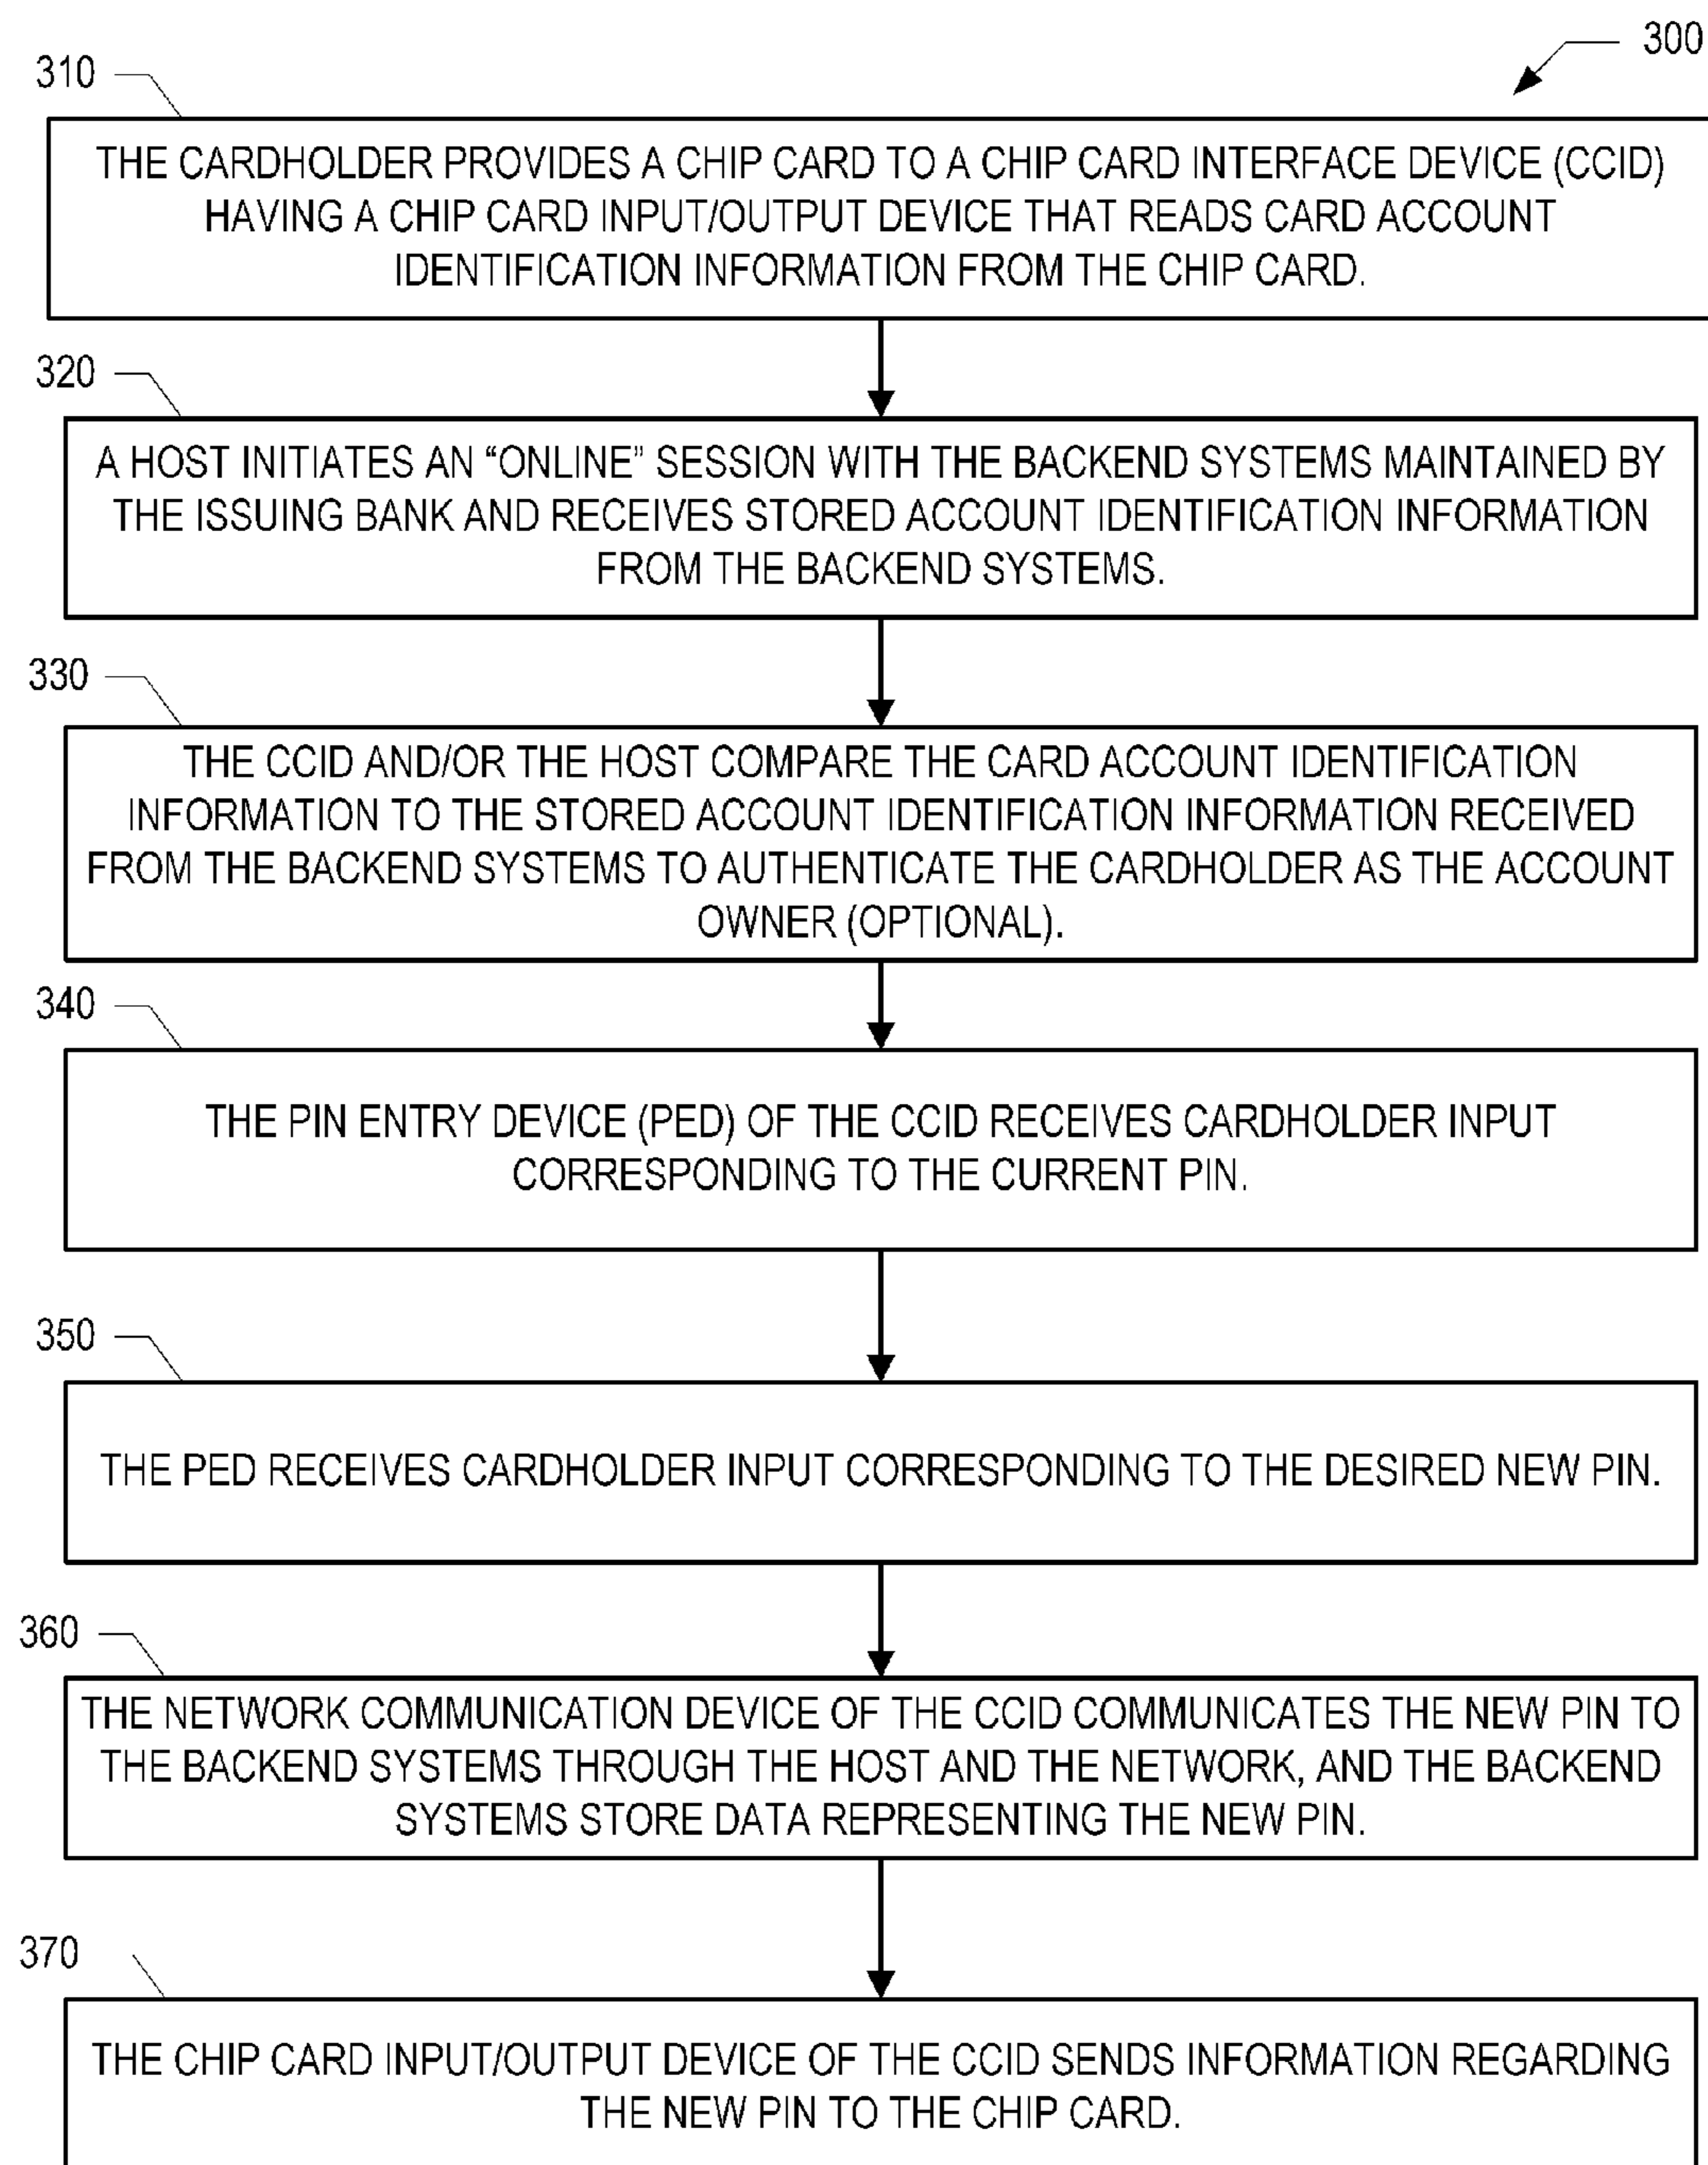 300
310
THE CARDHOLDER PROVIDES A CHIP CARD TO A CHIP CARD INTERFACE DEVICE (CCID)
HAVING A CHIP CARD INPUT/OUTPUT DEVICE THAT READS CARD ACCOUNT
IDENTIFICATION INFORMATION FROM THE CHIP CARD.
320
A HOST INITIATES AN “ONLINE” SESSION WITH THE BACKEND SYSTEMS MAINTAINED BY
THE ISSUING BANK AND RECEIVES STORED ACCOUNT IDENTIFICATION INFORMATION
FROM THE BACKEND SYSTEMS.
330
THE CCID AND/OR THE HOST COMPARE THE CARD ACCOUNT IDENTIFICATION
INFORMATION TO THE STORED ACCOUNT IDENTIFICATION INFORMATION RECEIVED
FROM THE BACKEND SYSTEMS TO AUTHENTICATE THE CARDHOLDER AS THE ACCOUNT
OWNER (OPTIONAL).
340
THE PIN ENTRY DEVICE (PED) OF THE CCID RECEIVES CARDHOLDER INPUT
CORRESPONDING TO THE CURRENT PIN.
350
THE PED RECEIVES CARDHOLDER INPUT CORRESPONDING TO THE DESIRED NEW PIN.
360
THE NETWORK COMMUNICATION DEVICE OF THE CCID COMMUNICATES THE NEW PIN TO
THE BACKEND SYSTEMS THROUGH THE HOST AND THE NETWORK, AND THE BACKEND
SYSTEMS STORE DATA REPRESENTING THE NEW PIN.
370
THE CHIP CARD INPUT/OUTPUT DEVICE OF THE CCID SENDS INFORMATION REGARDING
THE NEW PIN TO THE CHIP CARD.